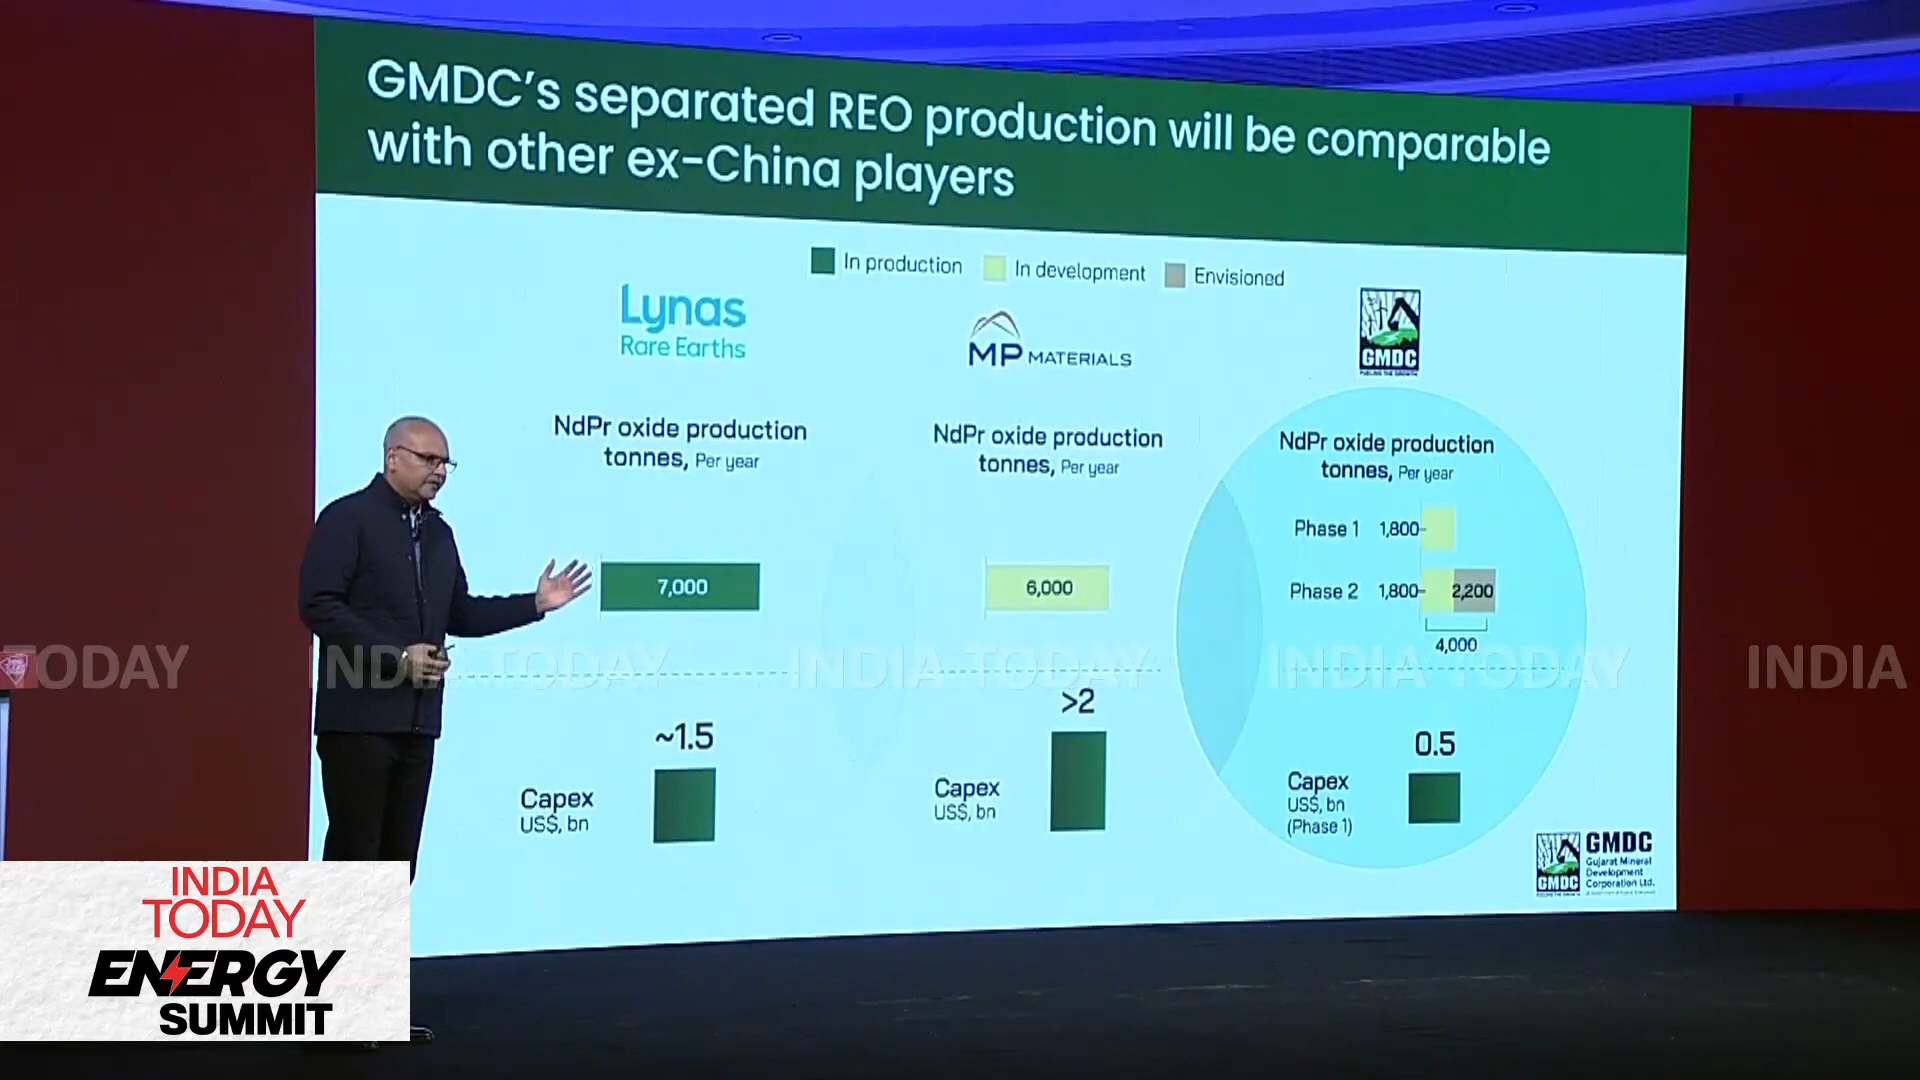 GMDC's separated REO production will be comparable
with other ex-China players
In production
In development
Envisioned
Lynas
Rare Earths
NdPr oxide production
tonnes, Per year
7,000
~1.5
Capex
US$, bn
MP MATERIALS
NdPr oxide production
tonnes, Per year
6,000
>2
Capex
US$, bn
GMDC
NdPr oxide production
tonnes, Per year
Phase 1 1,800
Phase 2 1,800 2,200
4,000
0.5
Capex
US$, bn
(Phase 1)
GMDC
GMDC
Gujarat Mineral
Development
Corporation Ltd.
TODAY
INDIA TODAY
INDIA TODAY
INDIA TODAY
INDIA
INDIA
TODAY
ENERGY
SUMMIT